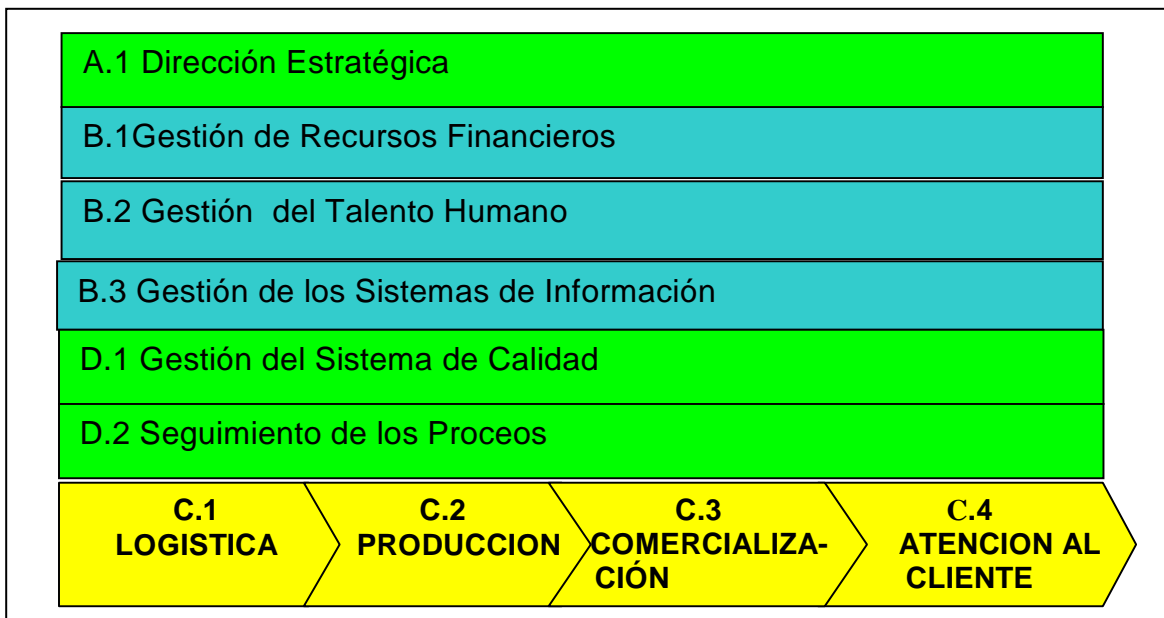 A.1 Dirección Estratégica
B.1Gestión de Recursos Financieros
B.2 Gestión  del Talento Humano
B.3 Gestión de los Sistemas de Información
D.1 Gestión del Sistema de Calidad
D.2 Seguimiento de los Proceos
C.1
LOGISTICA
C.2
PRODUCCION
C.3
COMERCIALIZA-
CIÓN
C.4
ATENCION AL
CLIENTE